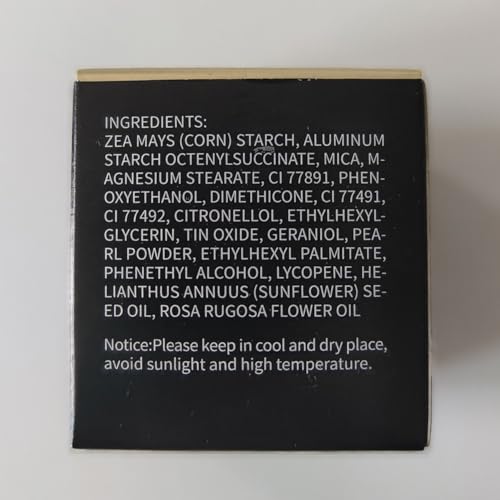 INGREDIENTS:
ZEA MAYS (CORN) STARCH, ALUMINUM
STARCH OCTENYLSUCCINATE, MICA, M-
AGNESIUM STEARATE, CI 77891, PHEN-
OXYETHANOL, DIMETHICONE, CI 77491,
CI 77492, CITRONELLOL, ETHYLHEXYL-
GLYCERIN, TIN OXIDE, GERANIOL, PEA-
RL POWDER, ETHYLHEXYL PALMITATE,
PHENETHYL ALCOHOL, LYCOPENE, HE-
LIANTHUS ANNUUS (SUNFLOWER) SE-
ED OIL, ROSA RUGOSA FLOWER OIL
Notice:Please keep in cool and dry place,
avoid sunlight and high temperature.